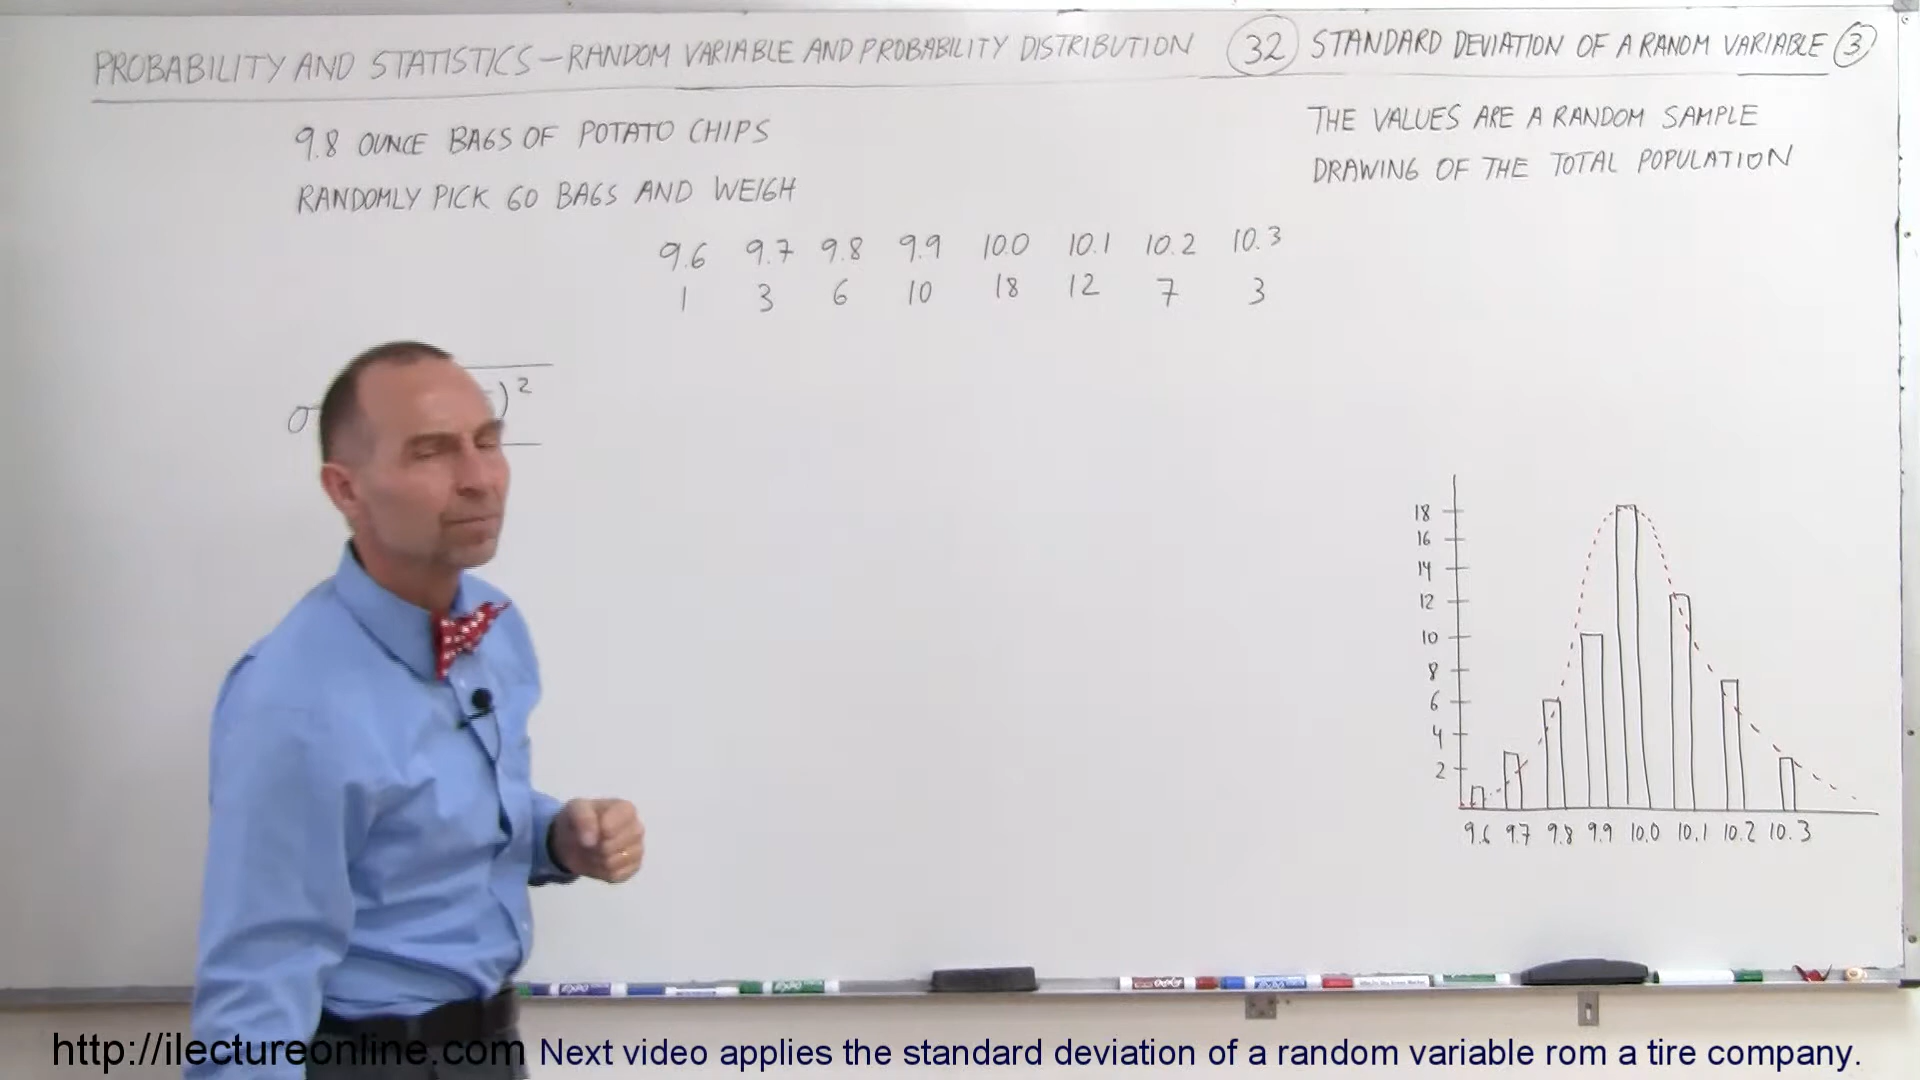 PROBABILITY AND STATISTICS – RANDOM VARIABLE AND PROBABILITY DISTRIBUTION 32 STANDARD DEVIATION OF A RANOM VARIABLE 3
9.8 OUNCE BAGS OF POTATO CHIPS
RANDOMLY PICK 60 BAGS AND WEIGH
THE VALUES ARE A RANDOM SAMPLE
DRAWING OF THE TOTAL POPULATION
9.6 9.7 9.8 9.9 10.0 10.1 10.2 10.3
1 3 6 10 18 12 7 3
σ )²
18
16
14
12
10
8
6
4
2
9.6 9.7 9.8 9.9 10.0 10.1 10.2 10.3
http://ilectureonline.com Next video applies the standard deviation of a random variable rom a tire company.